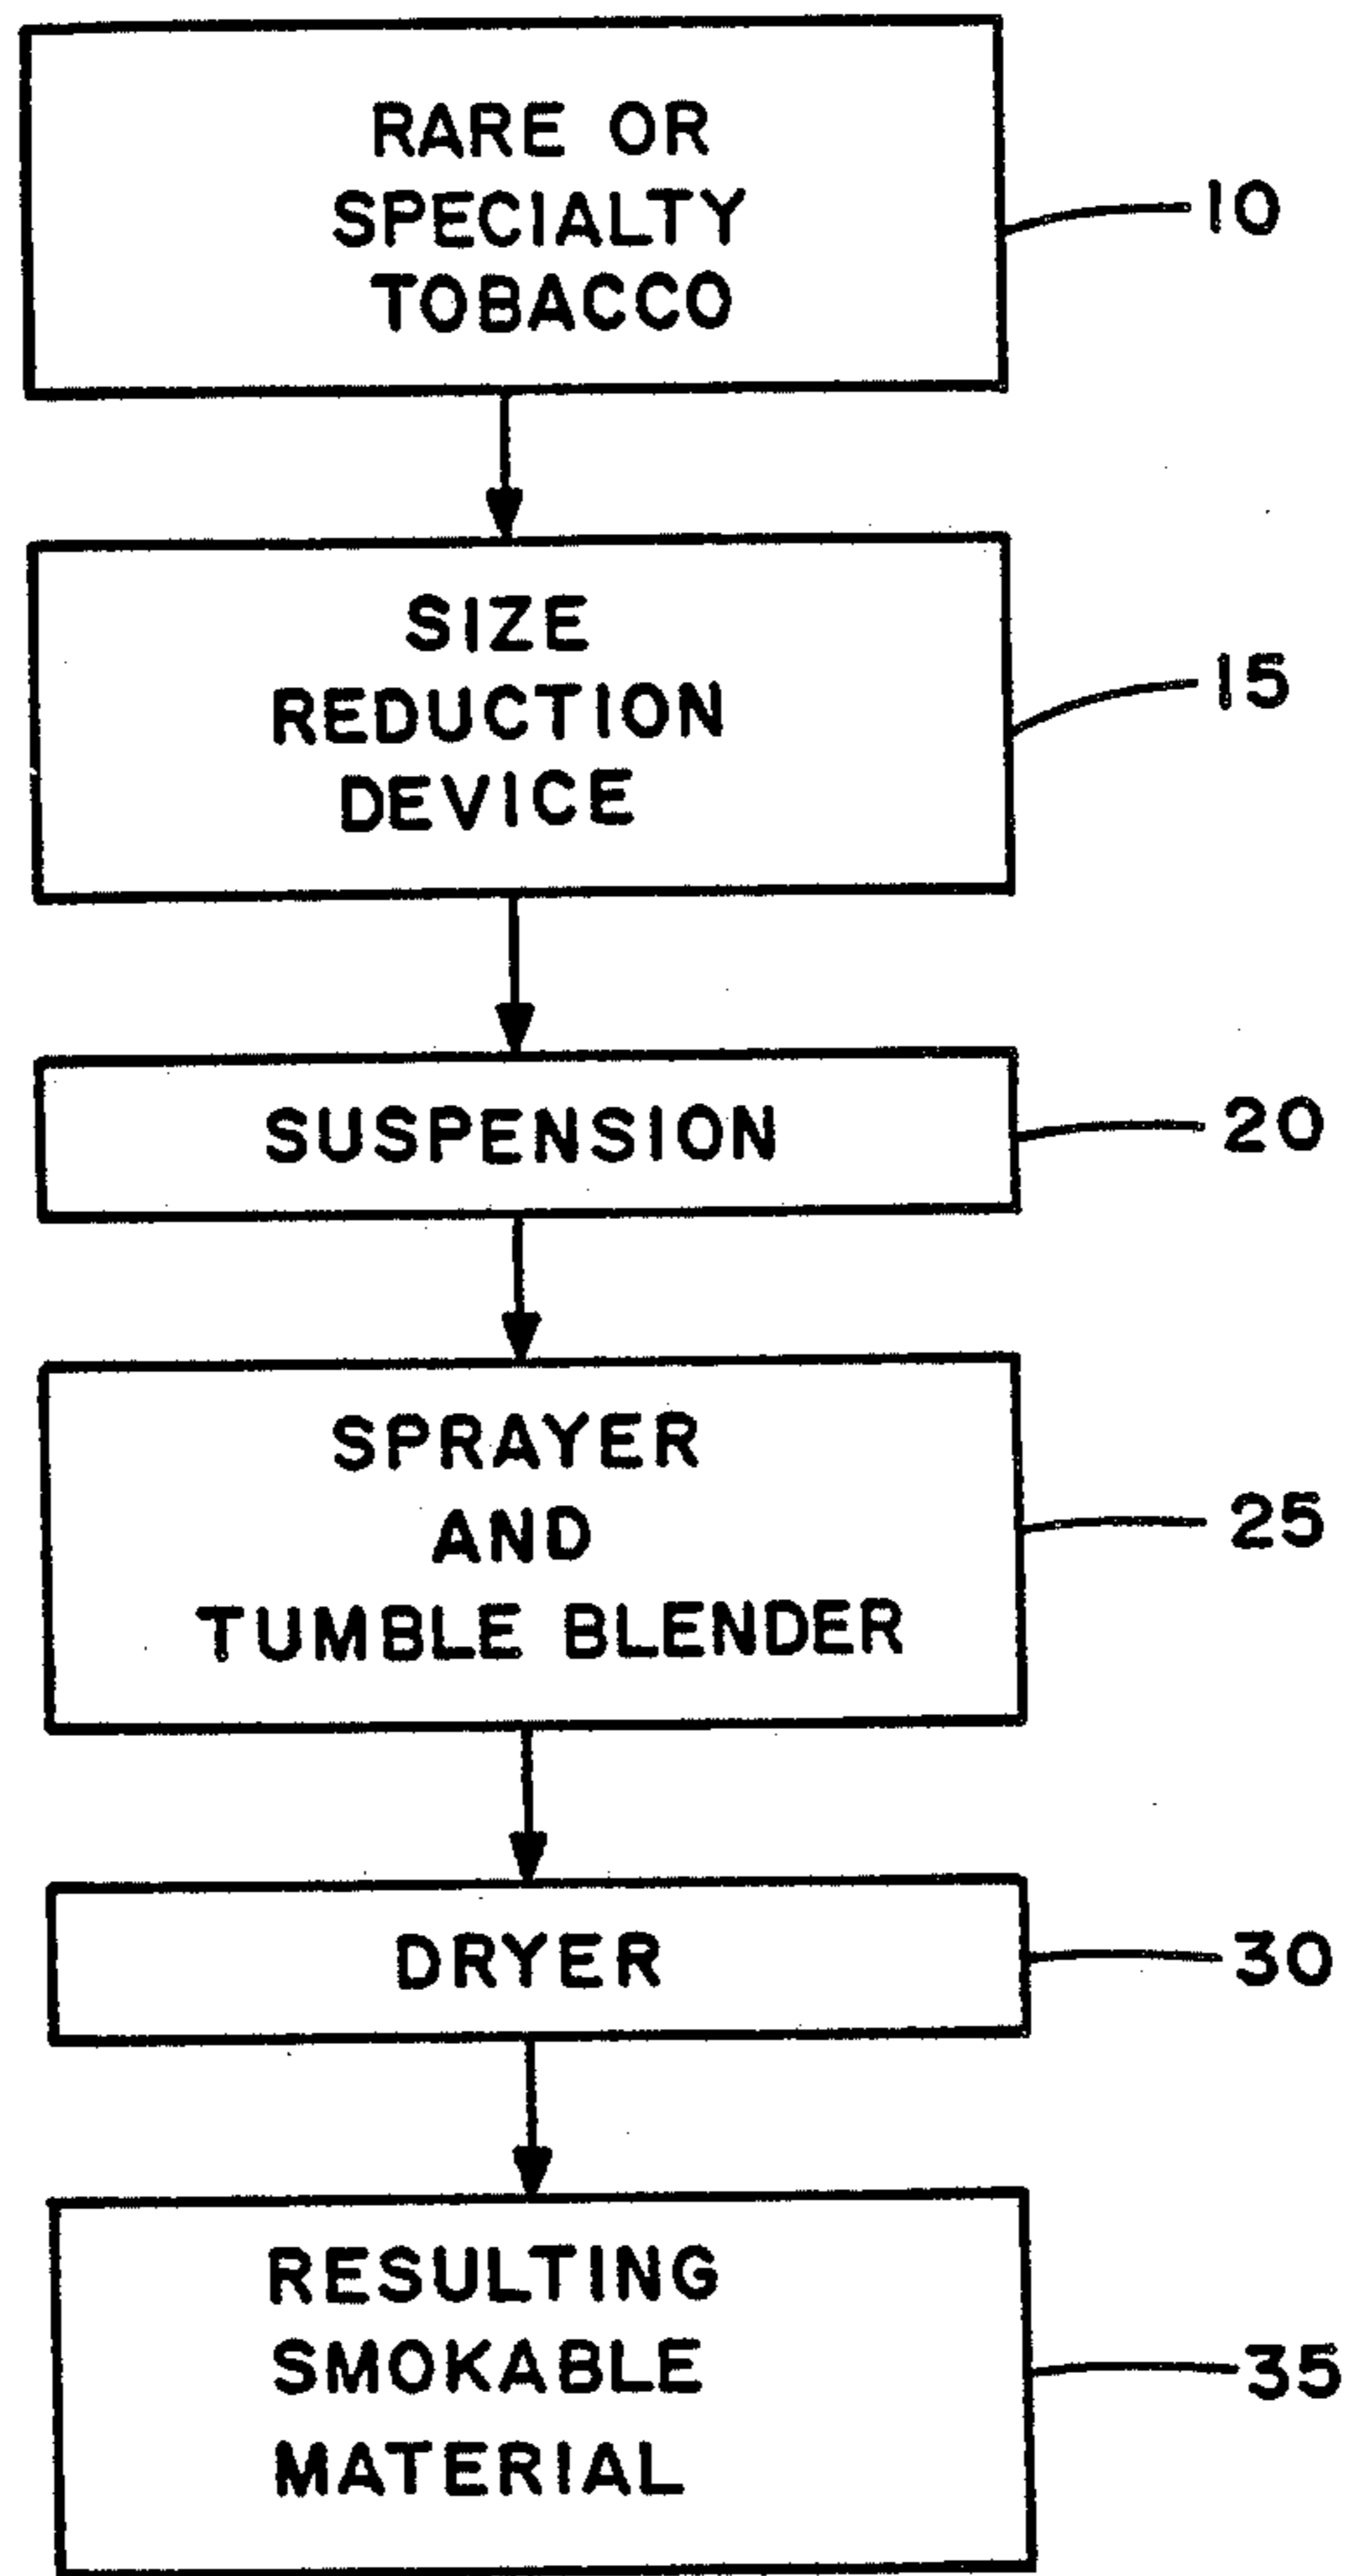 RARE OR
SPECIALTY
TOBACCO
10
SIZE
REDUCTION
DEVICE
15
SUSPENSION
20
SPRAYER
AND
TUMBLE BLENDER
25
DRYER
30
RESULTING
SMOKABLE
MATERIAL
35